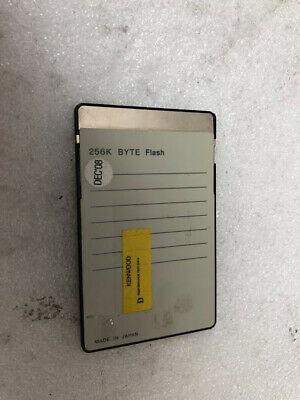 256K BYTE Flash
DEC'08
KENWOOD
MADE IN JAPAN